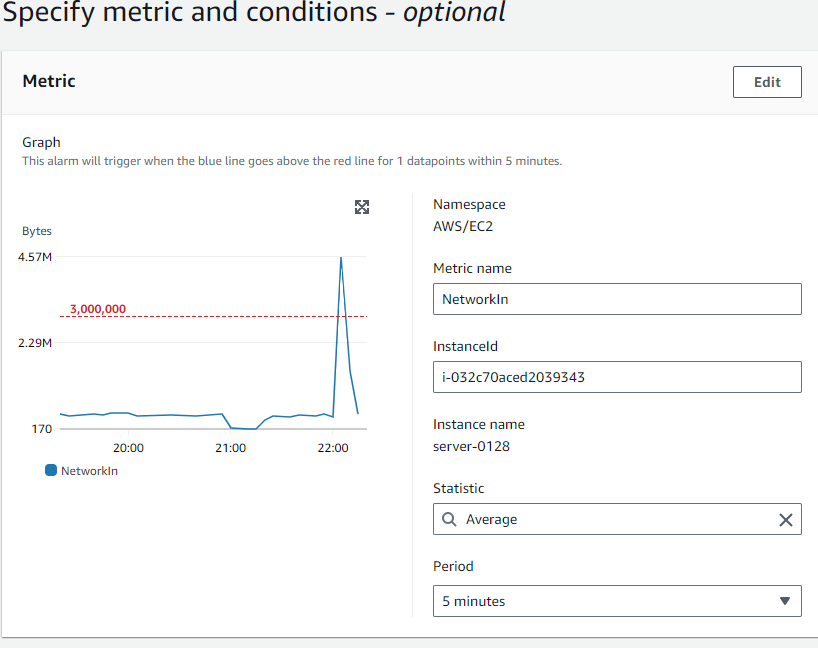 Specify metric and conditions - optional
Metric
Edit
Graph
This alarm will trigger when the blue line goes above the red line for 1 datapoints within 5 minutes.
Bytes
4.57M
3,000,000
2.29M
170
20:00 21:00 22:00
NetworkIn
Namespace
AWS/EC2
Metric name
NetworkIn
InstanceId
i-032c70aced2039343
Instance name
server-0128
Statistic
Average
Period
5 minutes